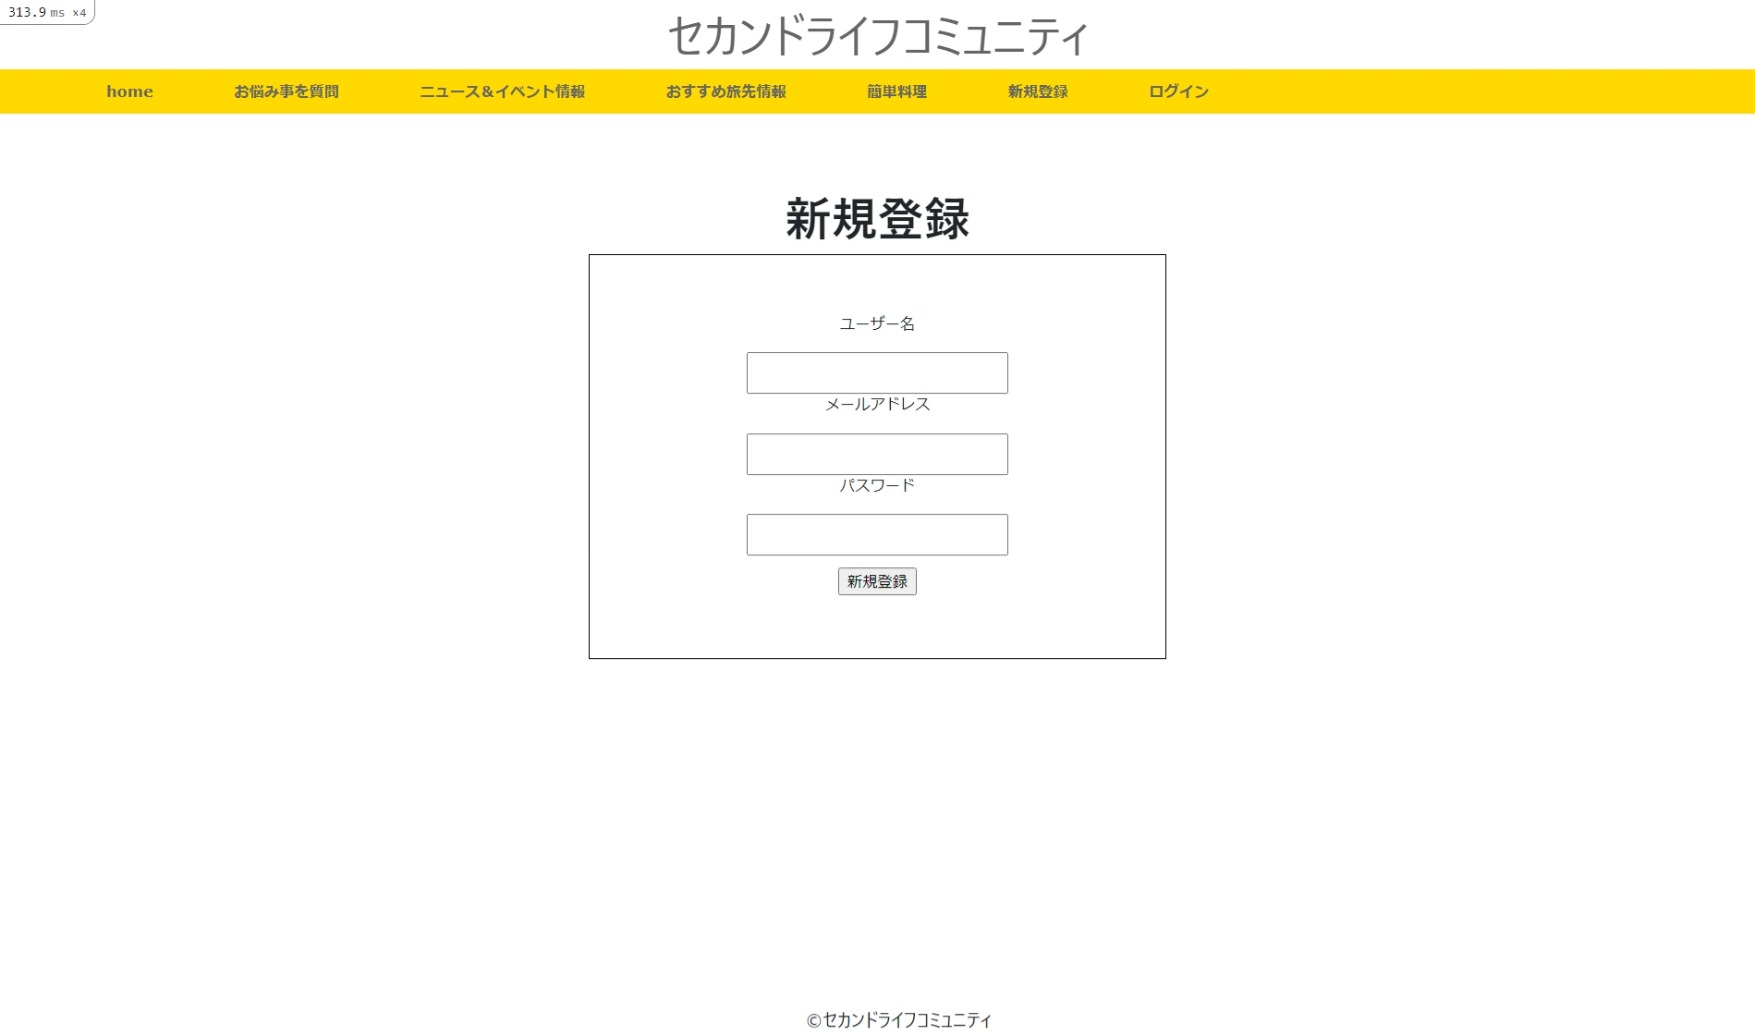 313.9 ms ×4
セカンドライフコミュニティ
home お悩み事を質問 ニュース&イベント情報 おすすめ旅先情報 簡単料理 新規登録 ログイン
新規登録
ユーザー名
メールアドレス
パスワード
新規登録
©セカンドライフコミュニティ